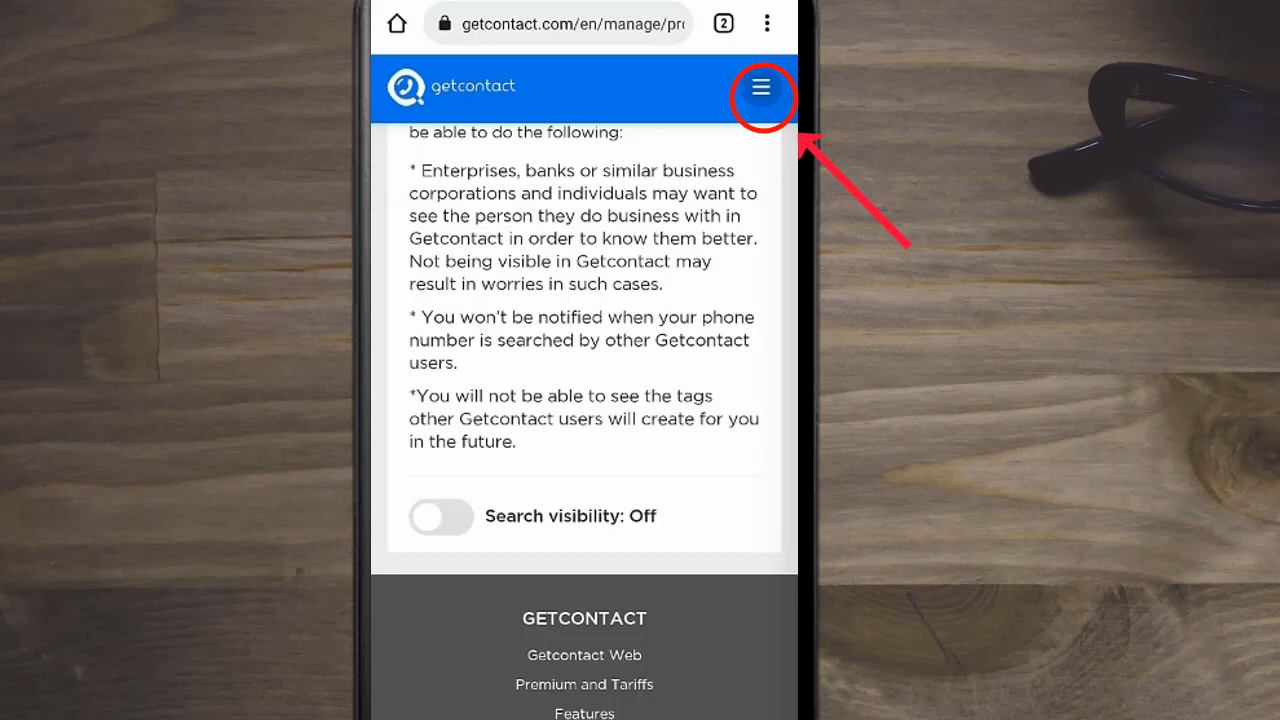 getcontact.com/en/manage/pr
2
getcontact
be able to do the following:
* Enterprises, banks or similar business
corporations and individuals may want to
see the person they do business with in
Getcontact in order to know them better.
Not being visible in Getcontact may
result in worries in such cases.
* You won't be notified when your phone
number is searched by other Getcontact
users.
*You will not be able to see the tags
other Getcontact users will create for you
in the future.
Search visibility: Off
GETCONTACT
Getcontact Web
Premium and Tariffs
Features